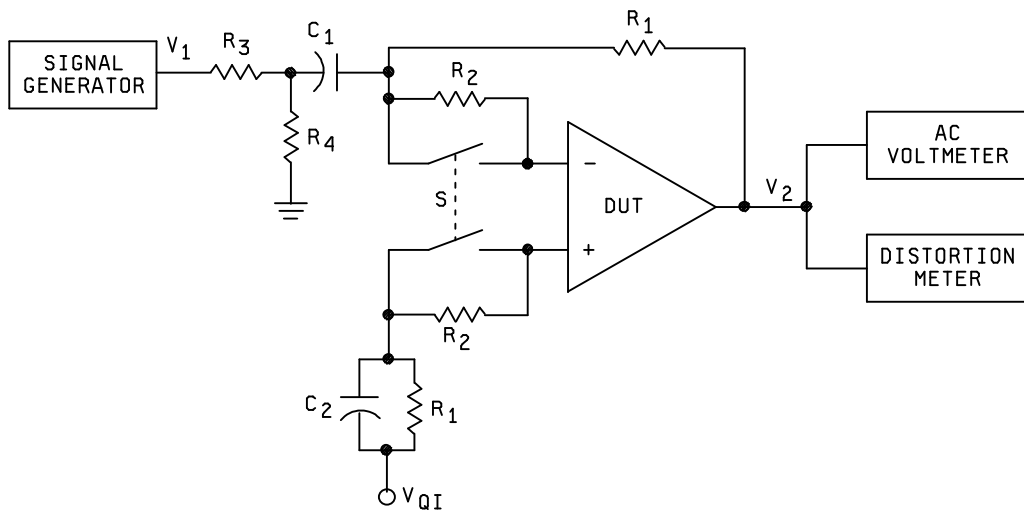 SIGNAL
GENERATOR
V1
R3
C1
R4
R1
R2
S
DUT
−
+
V2
AC
VOLTMETER
DISTORTION
METER
R2
C2
R1
VQI